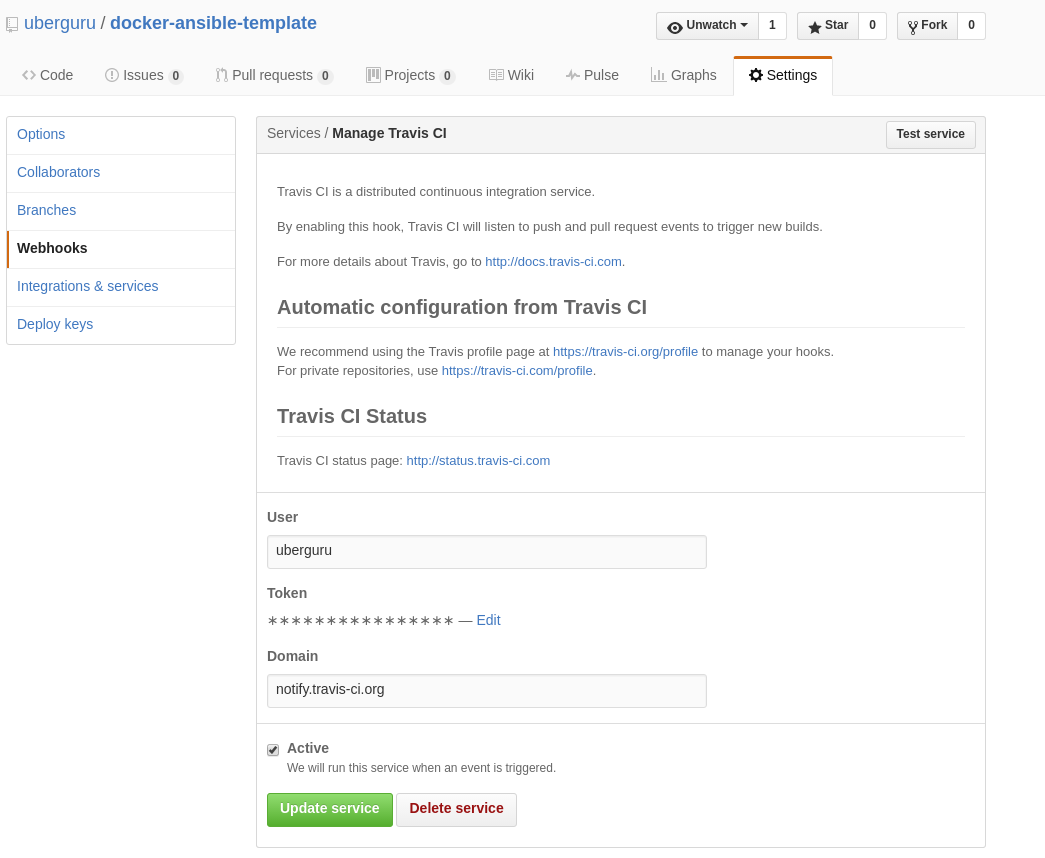 uberguru / docker-ansible-template
Unwatch 1 Star 0 Fork 0
Code Issues 0 Pull requests 0 Projects 0 Wiki Pulse Graphs Settings
Options
Collaborators
Branches
Webhooks
Integrations & services
Deploy keys
Services / Manage Travis CI
Test service
Travis CI is a distributed continuous integration service.
By enabling this hook, Travis CI will listen to push and pull request events to trigger new builds.
For more details about Travis, go to http://docs.travis-ci.com.
Automatic configuration from Travis CI
We recommend using the Travis profile page at https://travis-ci.org/profile to manage your hooks.
For private repositories, use https://travis-ci.com/profile.
Travis CI Status
Travis CI status page: http://status.travis-ci.com
User
uberguru
Token
∗∗∗∗∗∗∗∗∗∗∗∗∗∗∗∗ — Edit
Domain
notify.travis-ci.org
Active
We will run this service when an event is triggered.
Update service Delete service